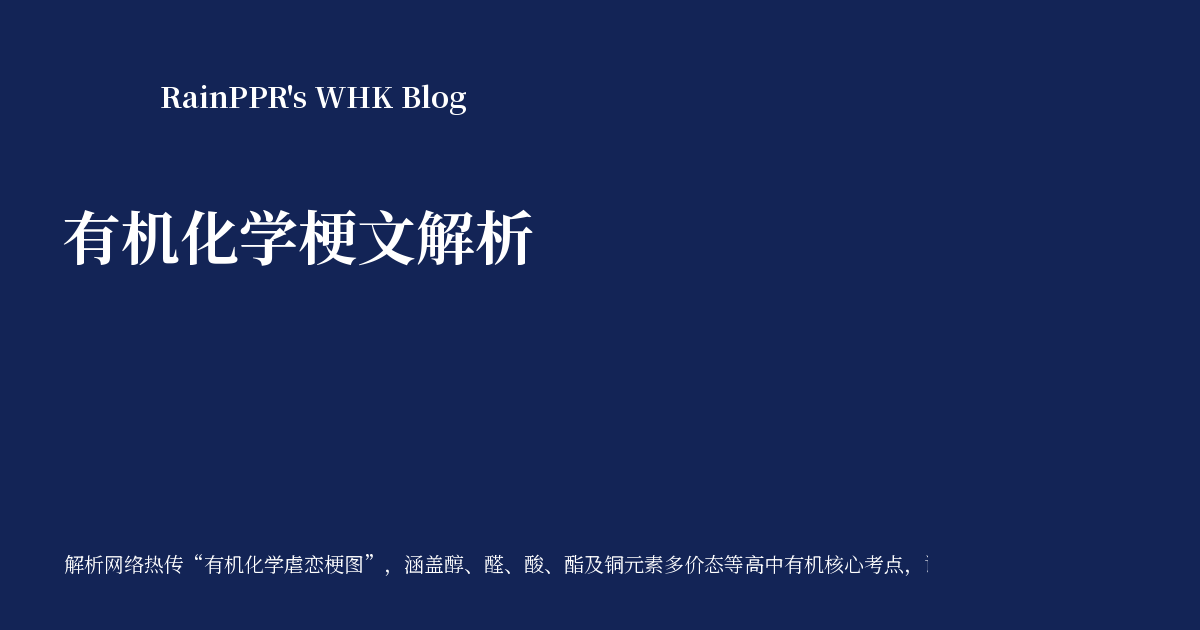 RainPPR's WHK Blog
有机化学梗文解析
解析网络热传“有机化学虐恋梗图”，涵盖醇、醛、酸、酯及铜元素多价态等高中有机核心考点，